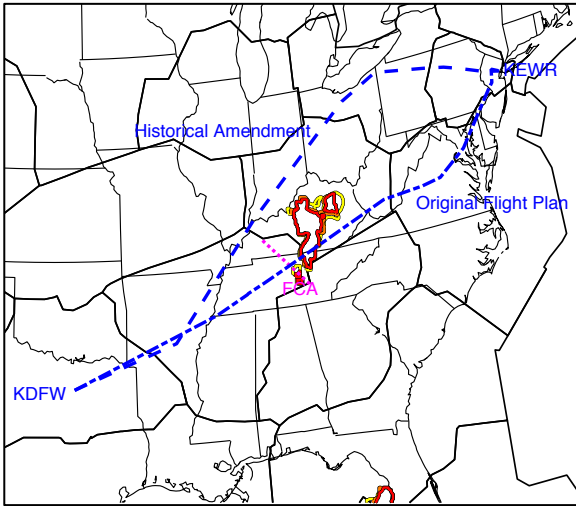 KEWR
Historical Amendment
Original Flight Plan
FCA
KDFW